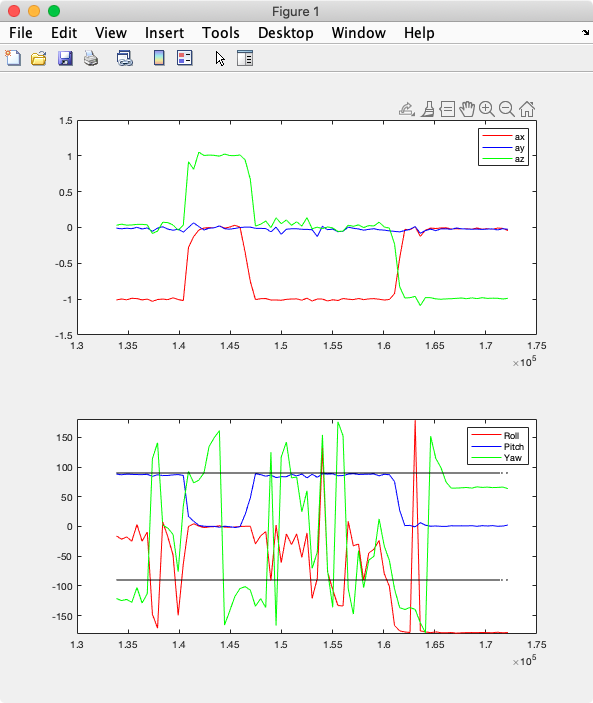 Figure 1
File Edit View Insert Tools Desktop Window Help
1.5
1
0.5
0
-0.5
-1
-1.5
ax
ay
az
1.3 1.35 1.4 1.45 1.5 1.55 1.6 1.65 1.7 1.75
×10⁵
150
100
50
0
-50
-100
-150
Roll
Pitch
Yaw
1.3 1.35 1.4 1.45 1.5 1.55 1.6 1.65 1.7 1.75
×10⁵